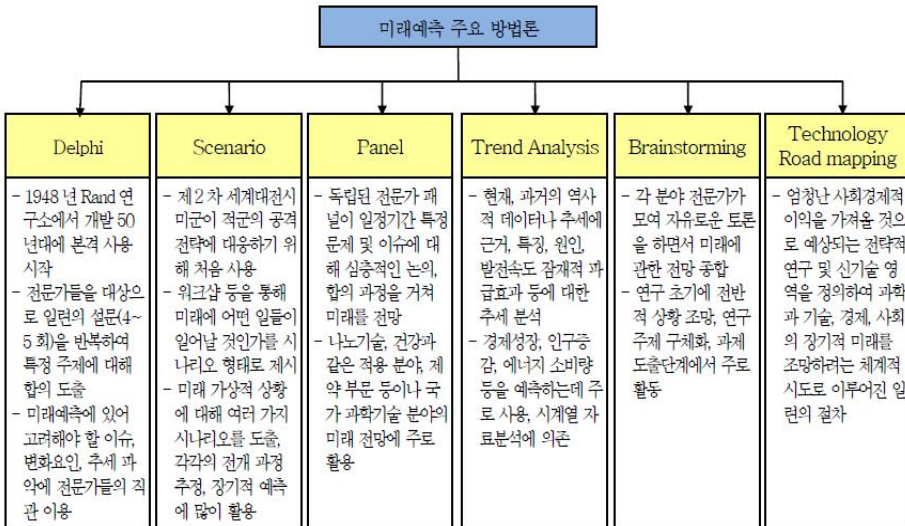 미래예측 주요 방법론
Delphi
- 1948 년 Rand 연
구소에서 개발 50
년대에 본격 사용
시작
- 전문가들을 대상으
로 일련의 설문(4~
5 회)을 반복하여
특정 주제에 대해
합의 도출
- 미래예측에 있어
고려해야 할 이슈,
변화요인, 추세 파
악에 전문가들의 직
관 이용
Scenario
- 제2차 세계대전시
미군이 적군의 공격
전략에 대응하기 위
해 처음 사용
- 워크샵 등을 통해
미래에 어떤 일들이
일어날 것인가를 시
나리오 형태로 제시
- 미래 가상적 상황
에 대해 여러 가지
시나리오를 도출,
각각의 전개 과정
추정, 장기적 예측
에 많이 활용
Panel
- 독립된 전문가 패
널이 일정기간 특정
문제 및 이슈에 대
해 심층적인 논의,
합의 과정을 거쳐
미래를 전망
- 나노기술, 건강과
같은 적용 분야, 제
약 부문 등이나 국
가 과학기술 분야의
미래 전망에 주로
활용
Trend Analysis
- 현재, 과거의 역사
적 데이터나 추세에
근거, 특징, 원인,
발전속도 잠재적 파
급효과 등에 대한
추세 분석
- 경제성장, 인구증
감, 에너지 소비량
등을 예측하는데 주
로 사용, 시계열 자
료분석에 의존
Brainstorming
- 각 분야 전문가가
모여 자유로운 토론
을 하면서 미래에
관한 전망 종합
- 연구 초기에 전반
적 상황 조망, 연구
주제 구체화, 과제
도출단계에서 주로
활동
Technology
Road mapping
- 엄청난 사회경제적
이익을 가져올 것으
로 예상되는 전략적
연구 및 신기술 영
역을 정의하여 과학
과 기술, 경제, 사회
의 장기적 미래를
조망하려는 체계적
시도로 이루어진 일
련의 절차